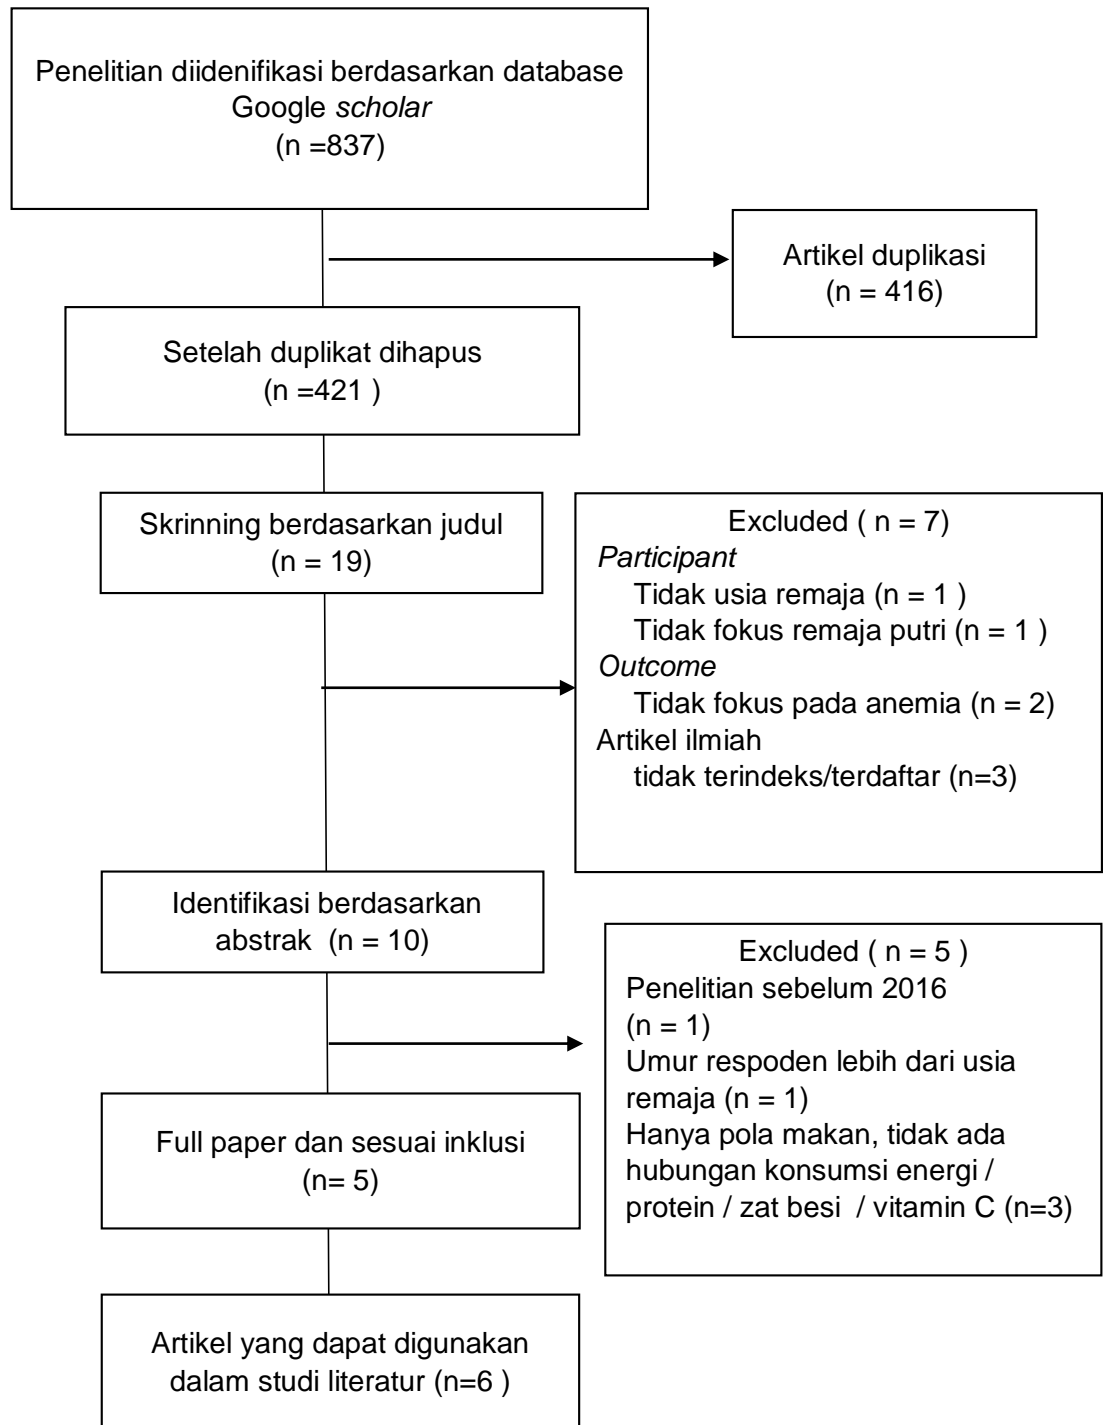 Penelitian diidenifikasi berdasarkan database
Google scholar
(n =837)
Artikel duplikasi
(n = 416)
Setelah duplikat dihapus
(n =421 )
Skrinning berdasarkan judul
(n = 19)
Excluded ( n = 7)
Participant
Tidak usia remaja (n = 1 )
Tidak fokus remaja putri (n = 1 )
Outcome
Tidak fokus pada anemia (n = 2)
Artikel ilmiah
tidak terindeks/terdaftar (n=3)
Identifikasi berdasarkan
abstrak (n = 10)
Excluded ( n = 5 )
Penelitian sebelum 2016
(n = 1)
Umur respoden lebih dari usia
remaja (n = 1)
Hanya pola makan, tidak ada
hubungan konsumsi energi /
protein / zat besi / vitamin C (n=3)
Full paper dan sesuai inklusi
(n= 5)
Artikel yang dapat digunakan
dalam studi literatur (n=6 )